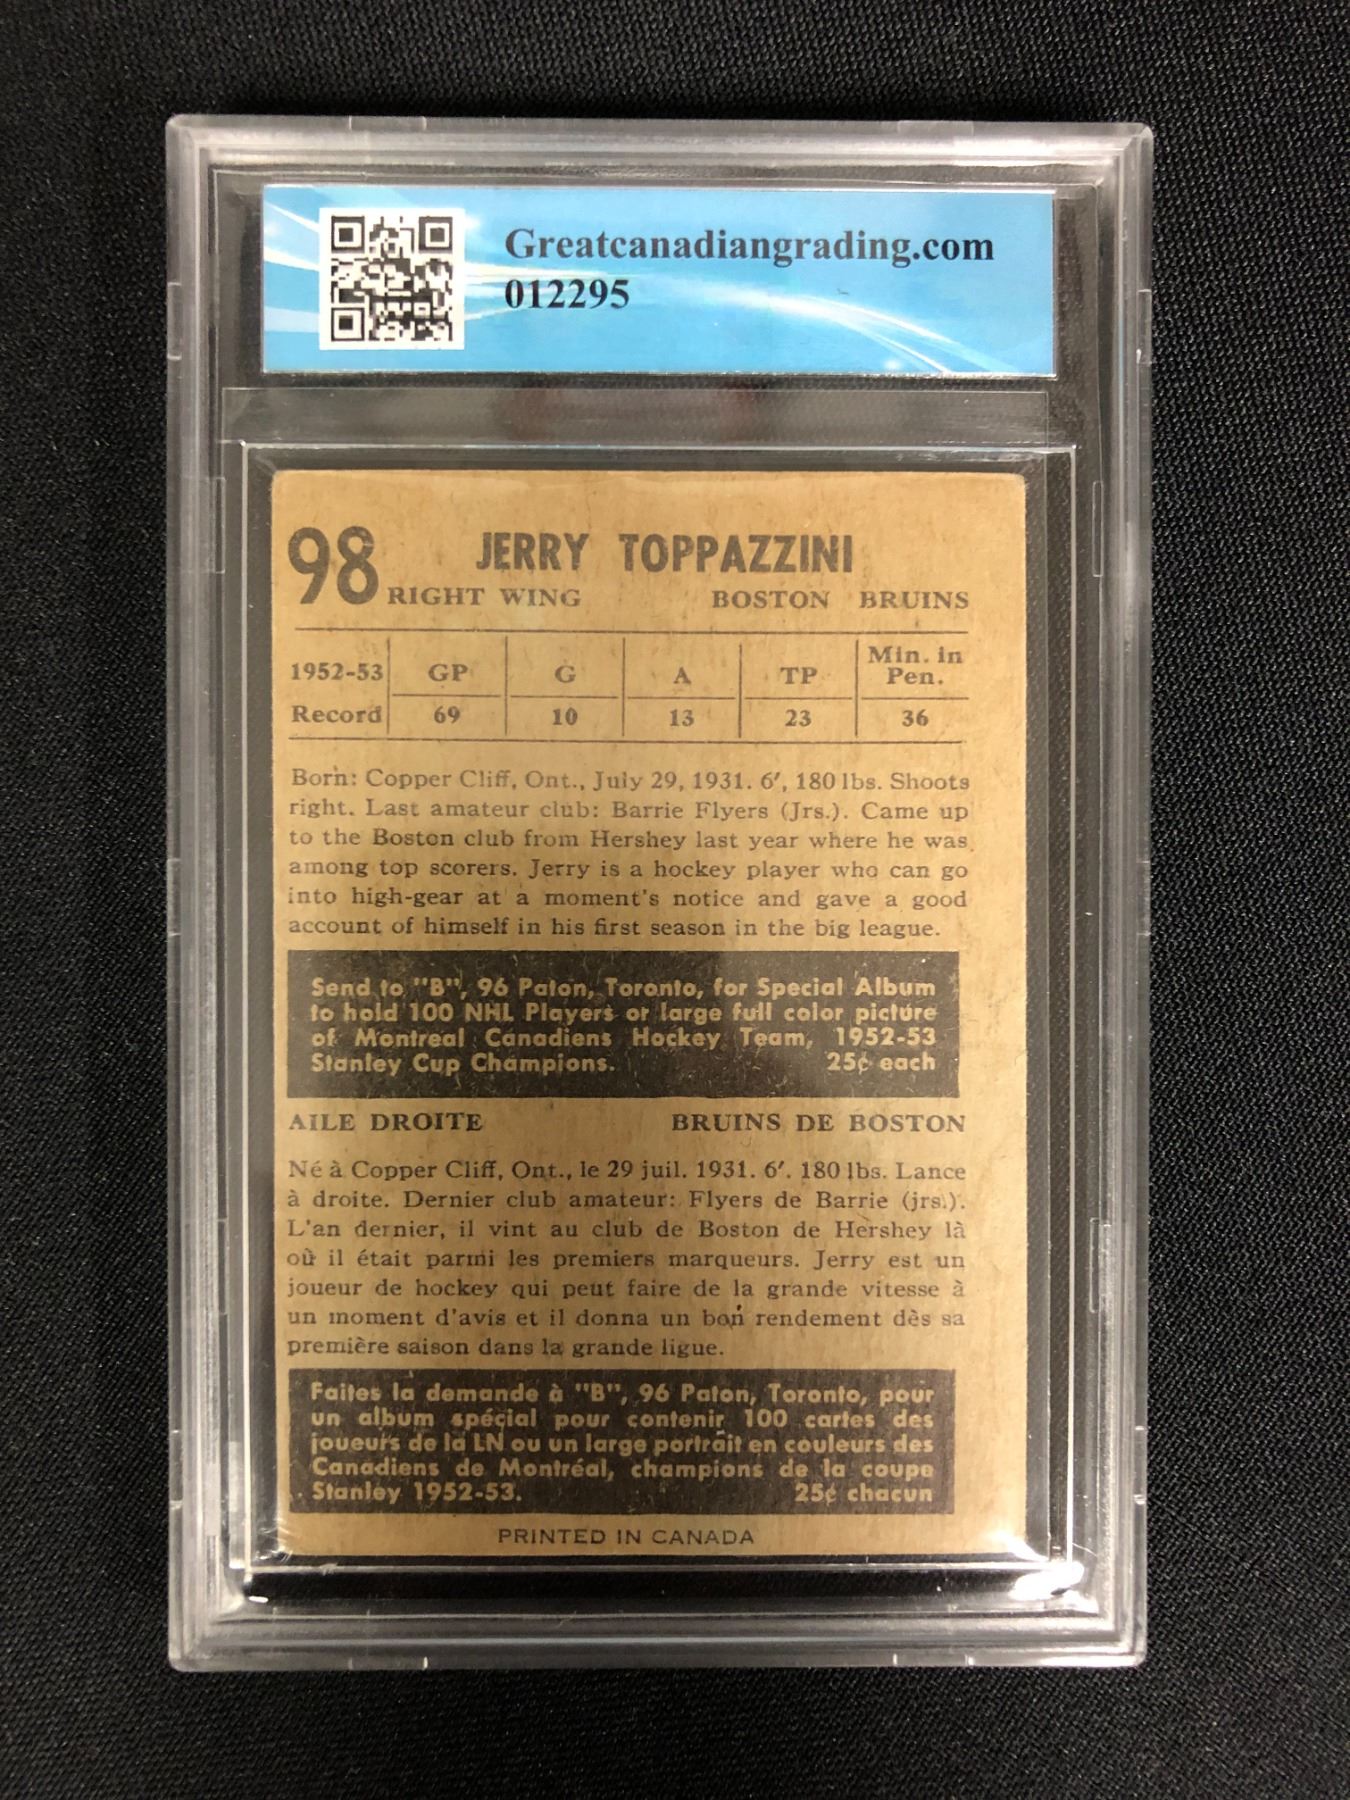 Greatcanadiangrading.com
012295
98 JERRY TOPPAZZINI
RIGHT WING BOSTON BRUINS
1952-53 GP G A TP Min. in Pen.
Record 69 10 13 23 36
Born: Copper Cliff, Ont., July 29, 1931. 6', 180 lbs. Shoots
right. Last amateur club: Barrie Flyers (Jrs.). Came up
to the Boston club from Hershey last year where he was
among top scorers. Jerry is a hockey player who can go
into high-gear at a moment's notice and gave a good
account of himself in his first season in the big league.
Send to "B", 96 Paton, Toronto, for Special Album
to hold 100 NHL Players or large full color picture
of Montreal Canadiens Hockey Team, 1952-53
Stanley Cup Champions. 25¢ each
AILE DROITE BRUINS DE BOSTON
Né à Copper Cliff, Ont., le 29 juil. 1931. 6'. 180 lbs. Lance
à droite. Dernier club amateur: Flyers de Barrie (jrs.).
L'an dernier, il vint au club de Boston de Hershey là
où il était parmi les premiers marqueurs. Jerry est un
joueur de hockey qui peut faire de la grande vitesse à
un moment d'avis et il donna un bon rendement dès sa
première saison dans la grande ligue.
Faites la demande à "B", 96 Paton, Toronto, pour
un album spécial pour contenir 100 cartes des
joueurs de la LN ou un large portrait en couleurs des
Canadiens de Montréal, champions de la coupe
Stanley 1952-53. 25¢ chacun
PRINTED IN CANADA